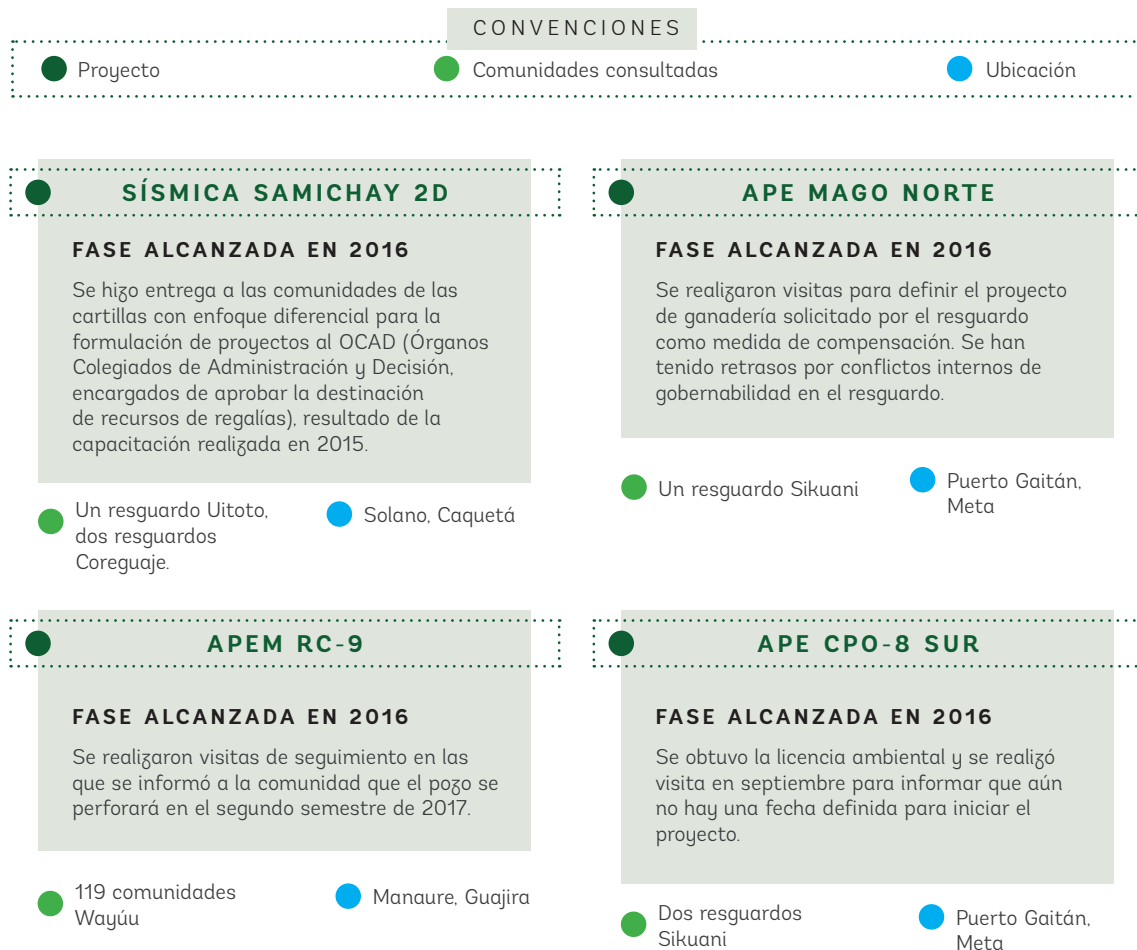 CONVENCIONES
Proyecto
Comunidades consultadas
Ubicación
SÍSMICA SAMICHAY 2D
FASE ALCANZADA EN 2016
Se hizo entrega a las comunidades de las
cartillas con enfoque diferencial para la
formulación de proyectos al OCAD (Órganos
Colegiados de Administración y Decisión,
encargados de aprobar la destinación
de recursos de regalías), resultado de la
capacitación realizada en 2015.
Un resguardo Uitoto,
dos resguardos
Coreguaje.
Solano, Caquetá
APE MAGO NORTE
FASE ALCANZADA EN 2016
Se realizaron visitas para definir el proyecto
de ganadería solicitado por el resguardo
como medida de compensación. Se han
tenido retrasos por conflictos internos de
gobernabilidad en el resguardo.
Un resguardo Sikuani
Puerto Gaitán,
Meta
APEM RC-9
FASE ALCANZADA EN 2016
Se realizaron visitas de seguimiento en las
que se informó a la comunidad que el pozo se
perforará en el segundo semestre de 2017.
119 comunidades
Wayúu
Manaure, Guajira
APE CPO-8 SUR
FASE ALCANZADA EN 2016
Se obtuvo la licencia ambiental y se realizó
visita en septiembre para informar que aún
no hay una fecha definida para iniciar el
proyecto.
Dos resguardos
Sikuani
Puerto Gaitán,
Meta